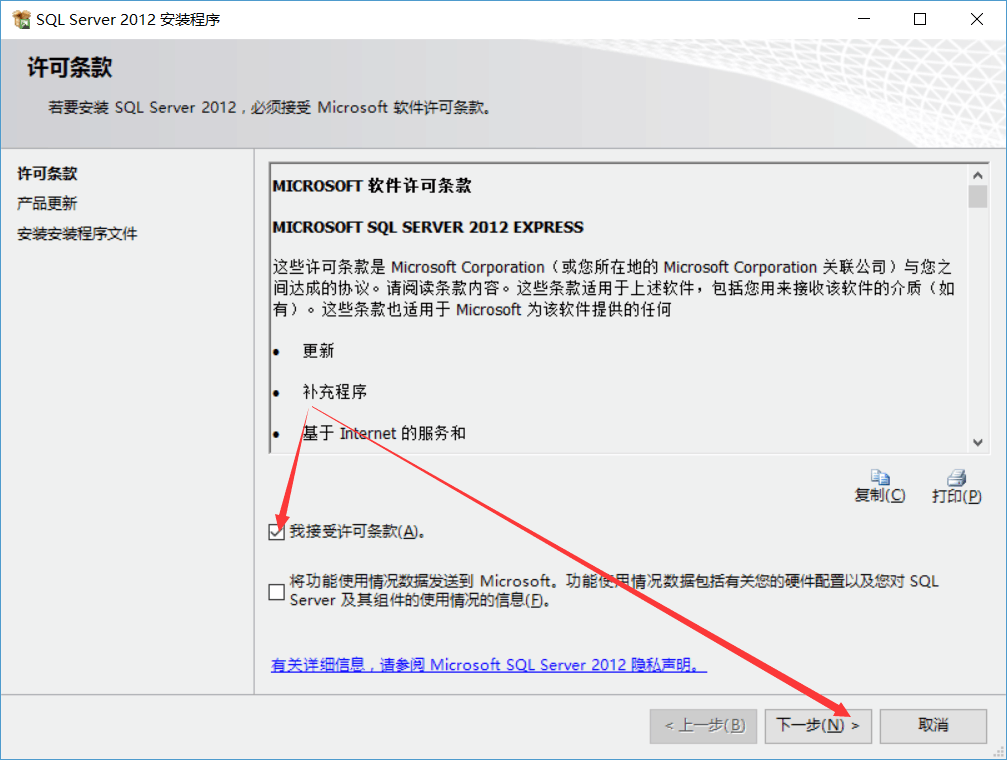 SQL Server 2012 安装程序
许可条款
若要安装 SQL Server 2012，必须接受 Microsoft 软件许可条款。
许可条款
产品更新
安装安装程序文件
MICROSOFT 软件许可条款
MICROSOFT SQL SERVER 2012 EXPRESS
这些许可条款是 Microsoft Corporation（或您所在地的 Microsoft Corporation 关联公司）与您之
间达成的协议。请阅读条款内容。这些条款适用于上述软件，包括您用来接收该软件的介质（如
有）。这些条款也适用于 Microsoft 为该软件提供的任何
• 更新
• 补充程序
• 基于 Internet 的服务和
复制(C)
打印(P)
我接受许可条款(A)。
将功能使用情况数据发送到 Microsoft。功能使用情况数据包括有关您的硬件配置以及您对 SQL
Server 及其组件的使用情况的信息(F)。
有关详细信息，请参阅 Microsoft SQL Server 2012 隐私声明。
< 上一步(B)
下一步(N) >
取消